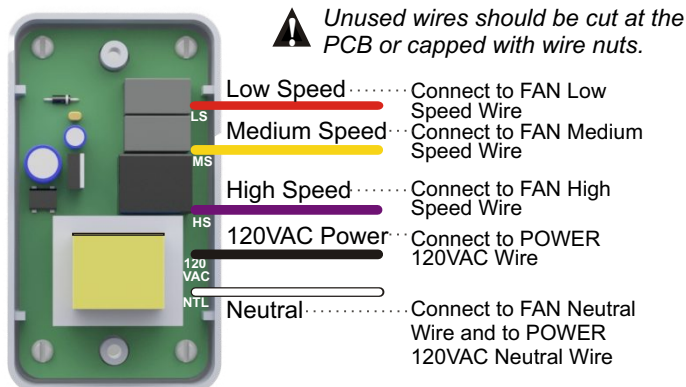 Unused wires should be cut at the
PCB or capped with wire nuts.
Low Speed
Connect to FAN Low
Speed Wire
LS
Medium Speed
Connect to FAN Medium
Speed Wire
MS
High Speed
Connect to FAN High
Speed Wire
HS
120VAC Power
Connect to POWER
120VAC Wire
120
VAC
NTL
Neutral
Connect to FAN Neutral
Wire and to POWER
120VAC Neutral Wire